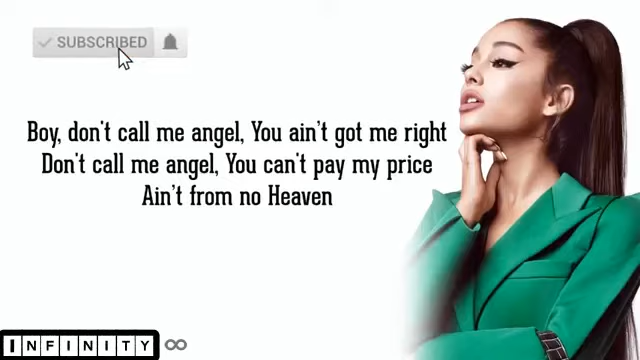 SUBSCRIBED
Boy, don't call me angel, You ain't got me right
Don't call me angel, You can't pay my price
Ain't from no Heaven
INFINITY